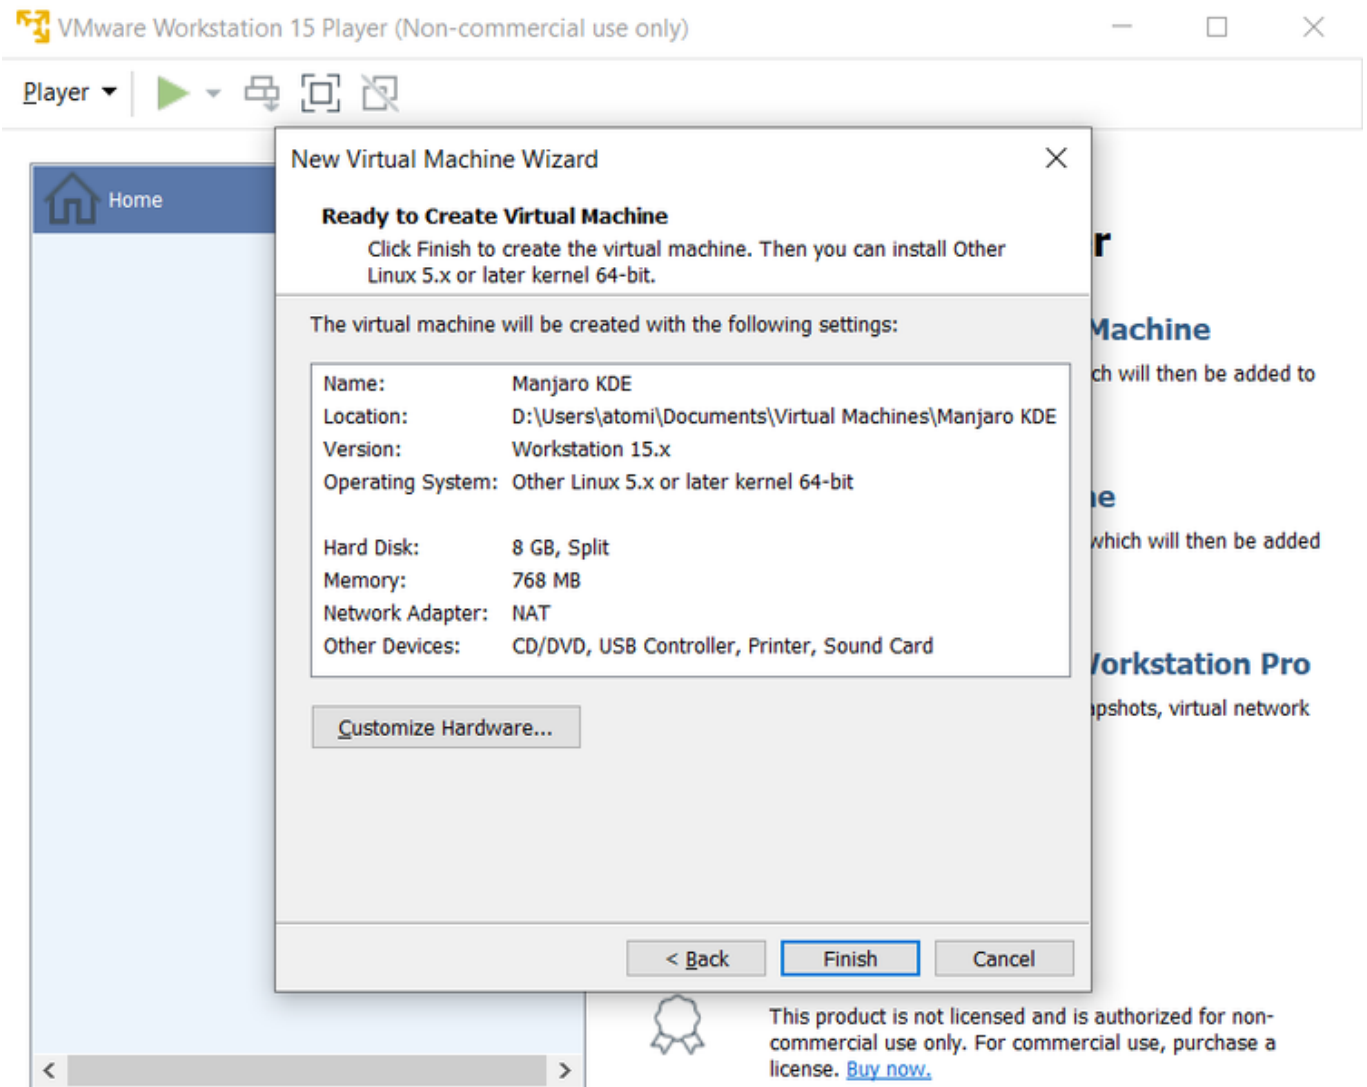 VMware Workstation 15 Player (Non-commercial use only)
Player
Home
New Virtual Machine Wizard
Ready to Create Virtual Machine
Click Finish to create the virtual machine. Then you can install Other
Linux 5.x or later kernel 64-bit.
The virtual machine will be created with the following settings:
Name: Manjaro KDE
Location: D:\Users\atomi\Documents\Virtual Machines\Manjaro KDE
Version: Workstation 15.x
Operating System: Other Linux 5.x or later kernel 64-bit
Hard Disk: 8 GB, Split
Memory: 768 MB
Network Adapter: NAT
Other Devices: CD/DVD, USB Controller, Printer, Sound Card
Customize Hardware...
< Back
Finish
Cancel
r
Machine
ch will then be added to
ne
which will then be added
Workstation Pro
apshots, virtual network
This product is not licensed and is authorized for non-
commercial use only. For commercial use, purchase a
license. Buy now.